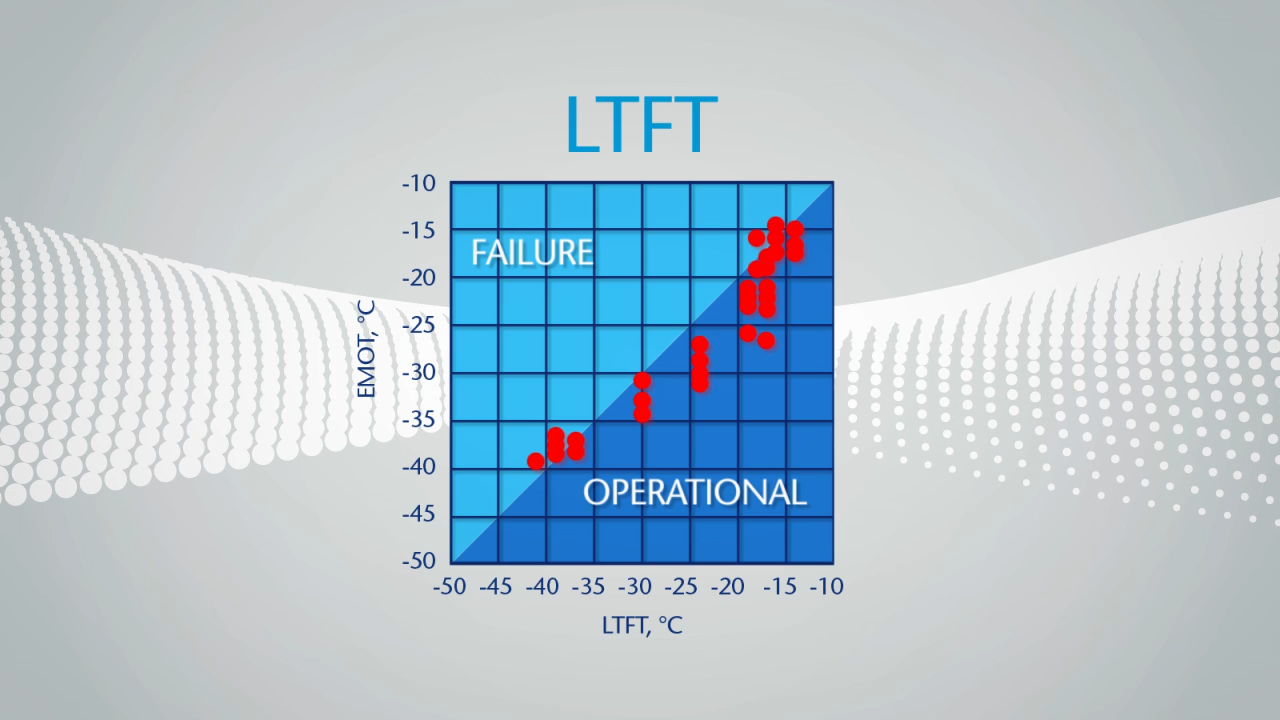 LTFT
-10
-15
-20
-25
-30
-35
-40
-45
-50
EMOT, °C
FAILURE
OPERATIONAL
-50 -45 -40 -35 -30 -25 -20 -15 -10
LTFT, °C